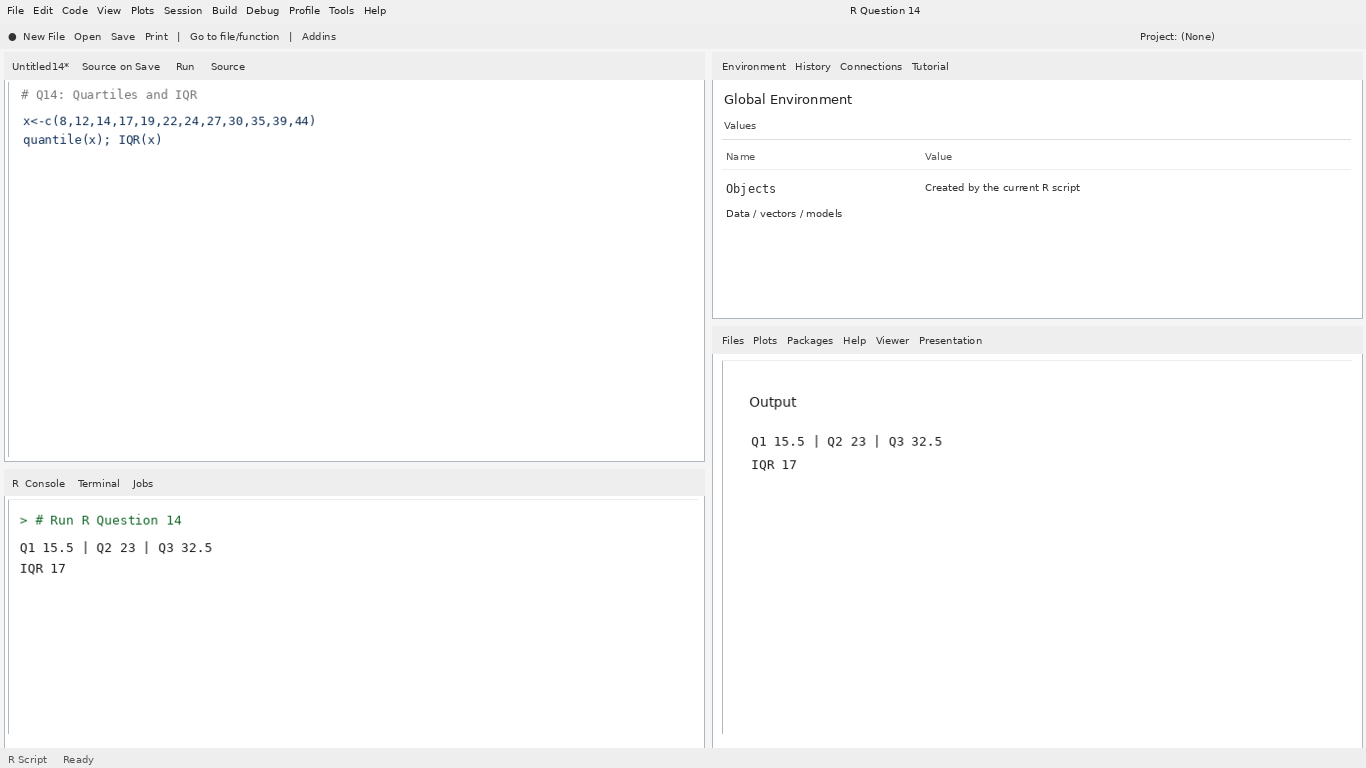 File Edit Code View Plots Session Build Debug Profile Tools Help R Question 14
● New File Open Save Print | Go to file/function | Addins Project: (None)
Untitled14* Source on Save Run Source
# Q14: Quartiles and IQR
x<-c(8,12,14,17,19,22,24,27,30,35,39,44)
quantile(x); IQR(x)
Environment History Connections Tutorial
Global Environment
Values
Name Value
Objects Created by the current R script
Data / vectors / models
R Console Terminal Jobs
> # Run R Question 14
Q1 15.5 | Q2 23 | Q3 32.5
IQR 17
Files Plots Packages Help Viewer Presentation
Output
Q1 15.5 | Q2 23 | Q3 32.5
IQR 17
R Script Ready